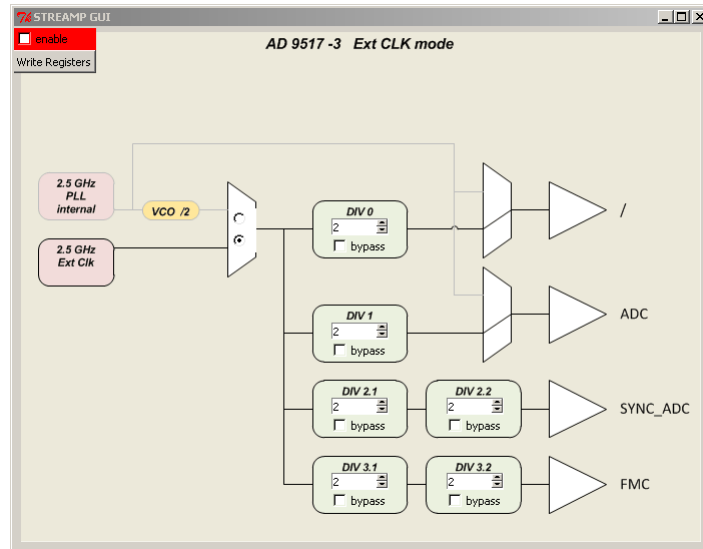 STREAMP GUI
enable
Write Registers
AD 9517 -3 Ext CLK mode
2.5 GHz
PLL
internal
VCO /2
2.5 GHz
Ext Clk
DIV 0
2
bypass
/
DIV 1
2
bypass
ADC
DIV 2.1
2
bypass
DIV 2.2
2
bypass
SYNC_ADC
DIV 3.1
2
bypass
DIV 3.2
2
bypass
FMC